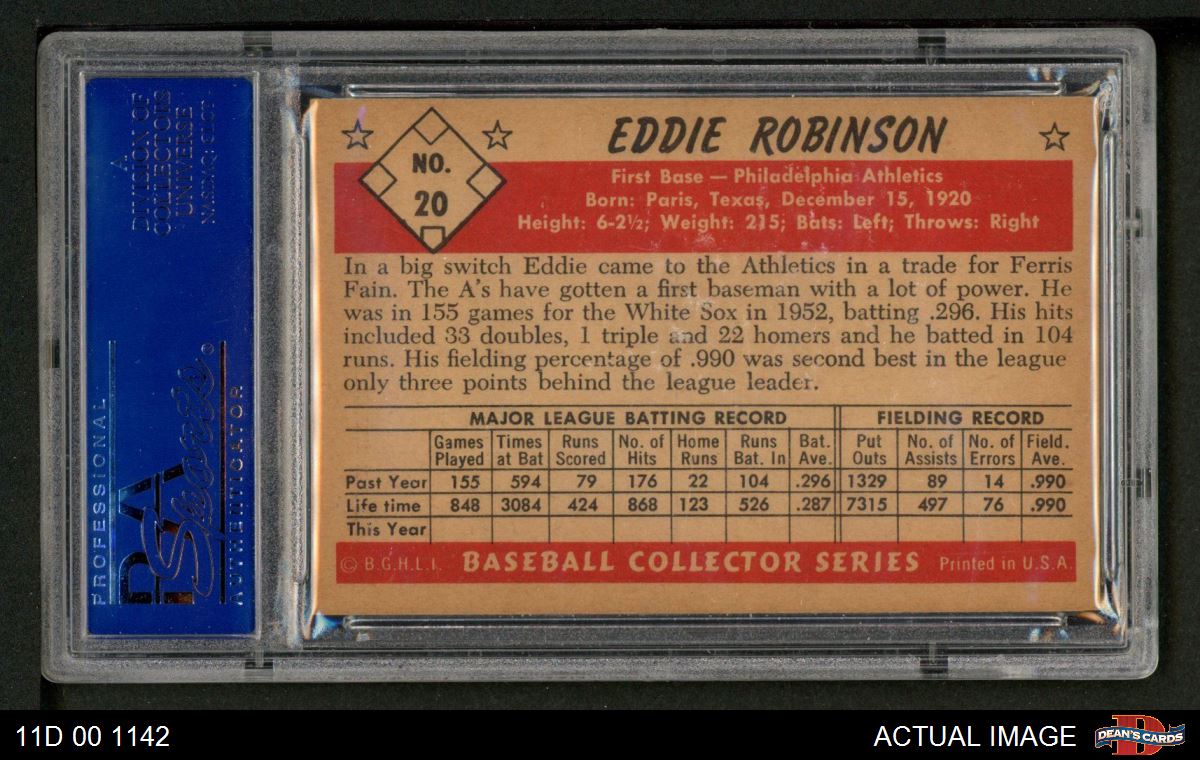 A
DIVISION OF
COLLECTORS
UNIVERSE
NASDAQ: CLCT
PROFESSIONAL
PSA
Sports
AUTHENTICATOR
NO.
20
EDDIE ROBINSON
First Base — Philadelphia Athletics
Born: Paris, Texas, December 15, 1920
Height: 6-2½; Weight: 215; Bats: Left; Throws: Right
In a big switch Eddie came to the Athletics in a trade for Ferris
Fain. The A's have gotten a first baseman with a lot of power. He
was in 155 games for the White Sox in 1952, batting .296. His hits
included 33 doubles, 1 triple and 22 homers and he batted in 104
runs. His fielding percentage of .990 was second best in the league
only three points behind the league leader.
MAJOR LEAGUE BATTING RECORD FIELDING RECORD
Games Times Runs No. of Home Runs Bat. Put No. of No. of Field.
Played at Bat Scored Hits Runs Bat. In Ave. Outs Assists Errors Ave.
Past Year 155 594 79 176 22 104 .296 1329 89 14 .990
Life time 848 3084 424 868 123 526 .287 7315 497 76 .990
This Year
© B.G.H.L.I. BASEBALL COLLECTOR SERIES Printed in U.S.A.
11D 00 1142 ACTUAL IMAGE DEAN'S CARDS